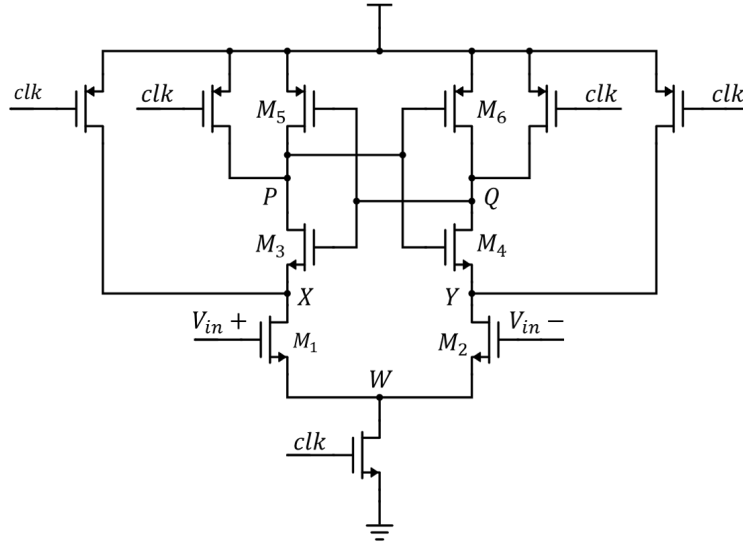 clk clk M5 M6 clk clk
P Q
M3 M4
X Y
Vin + M1 M2 Vin −
W
clk